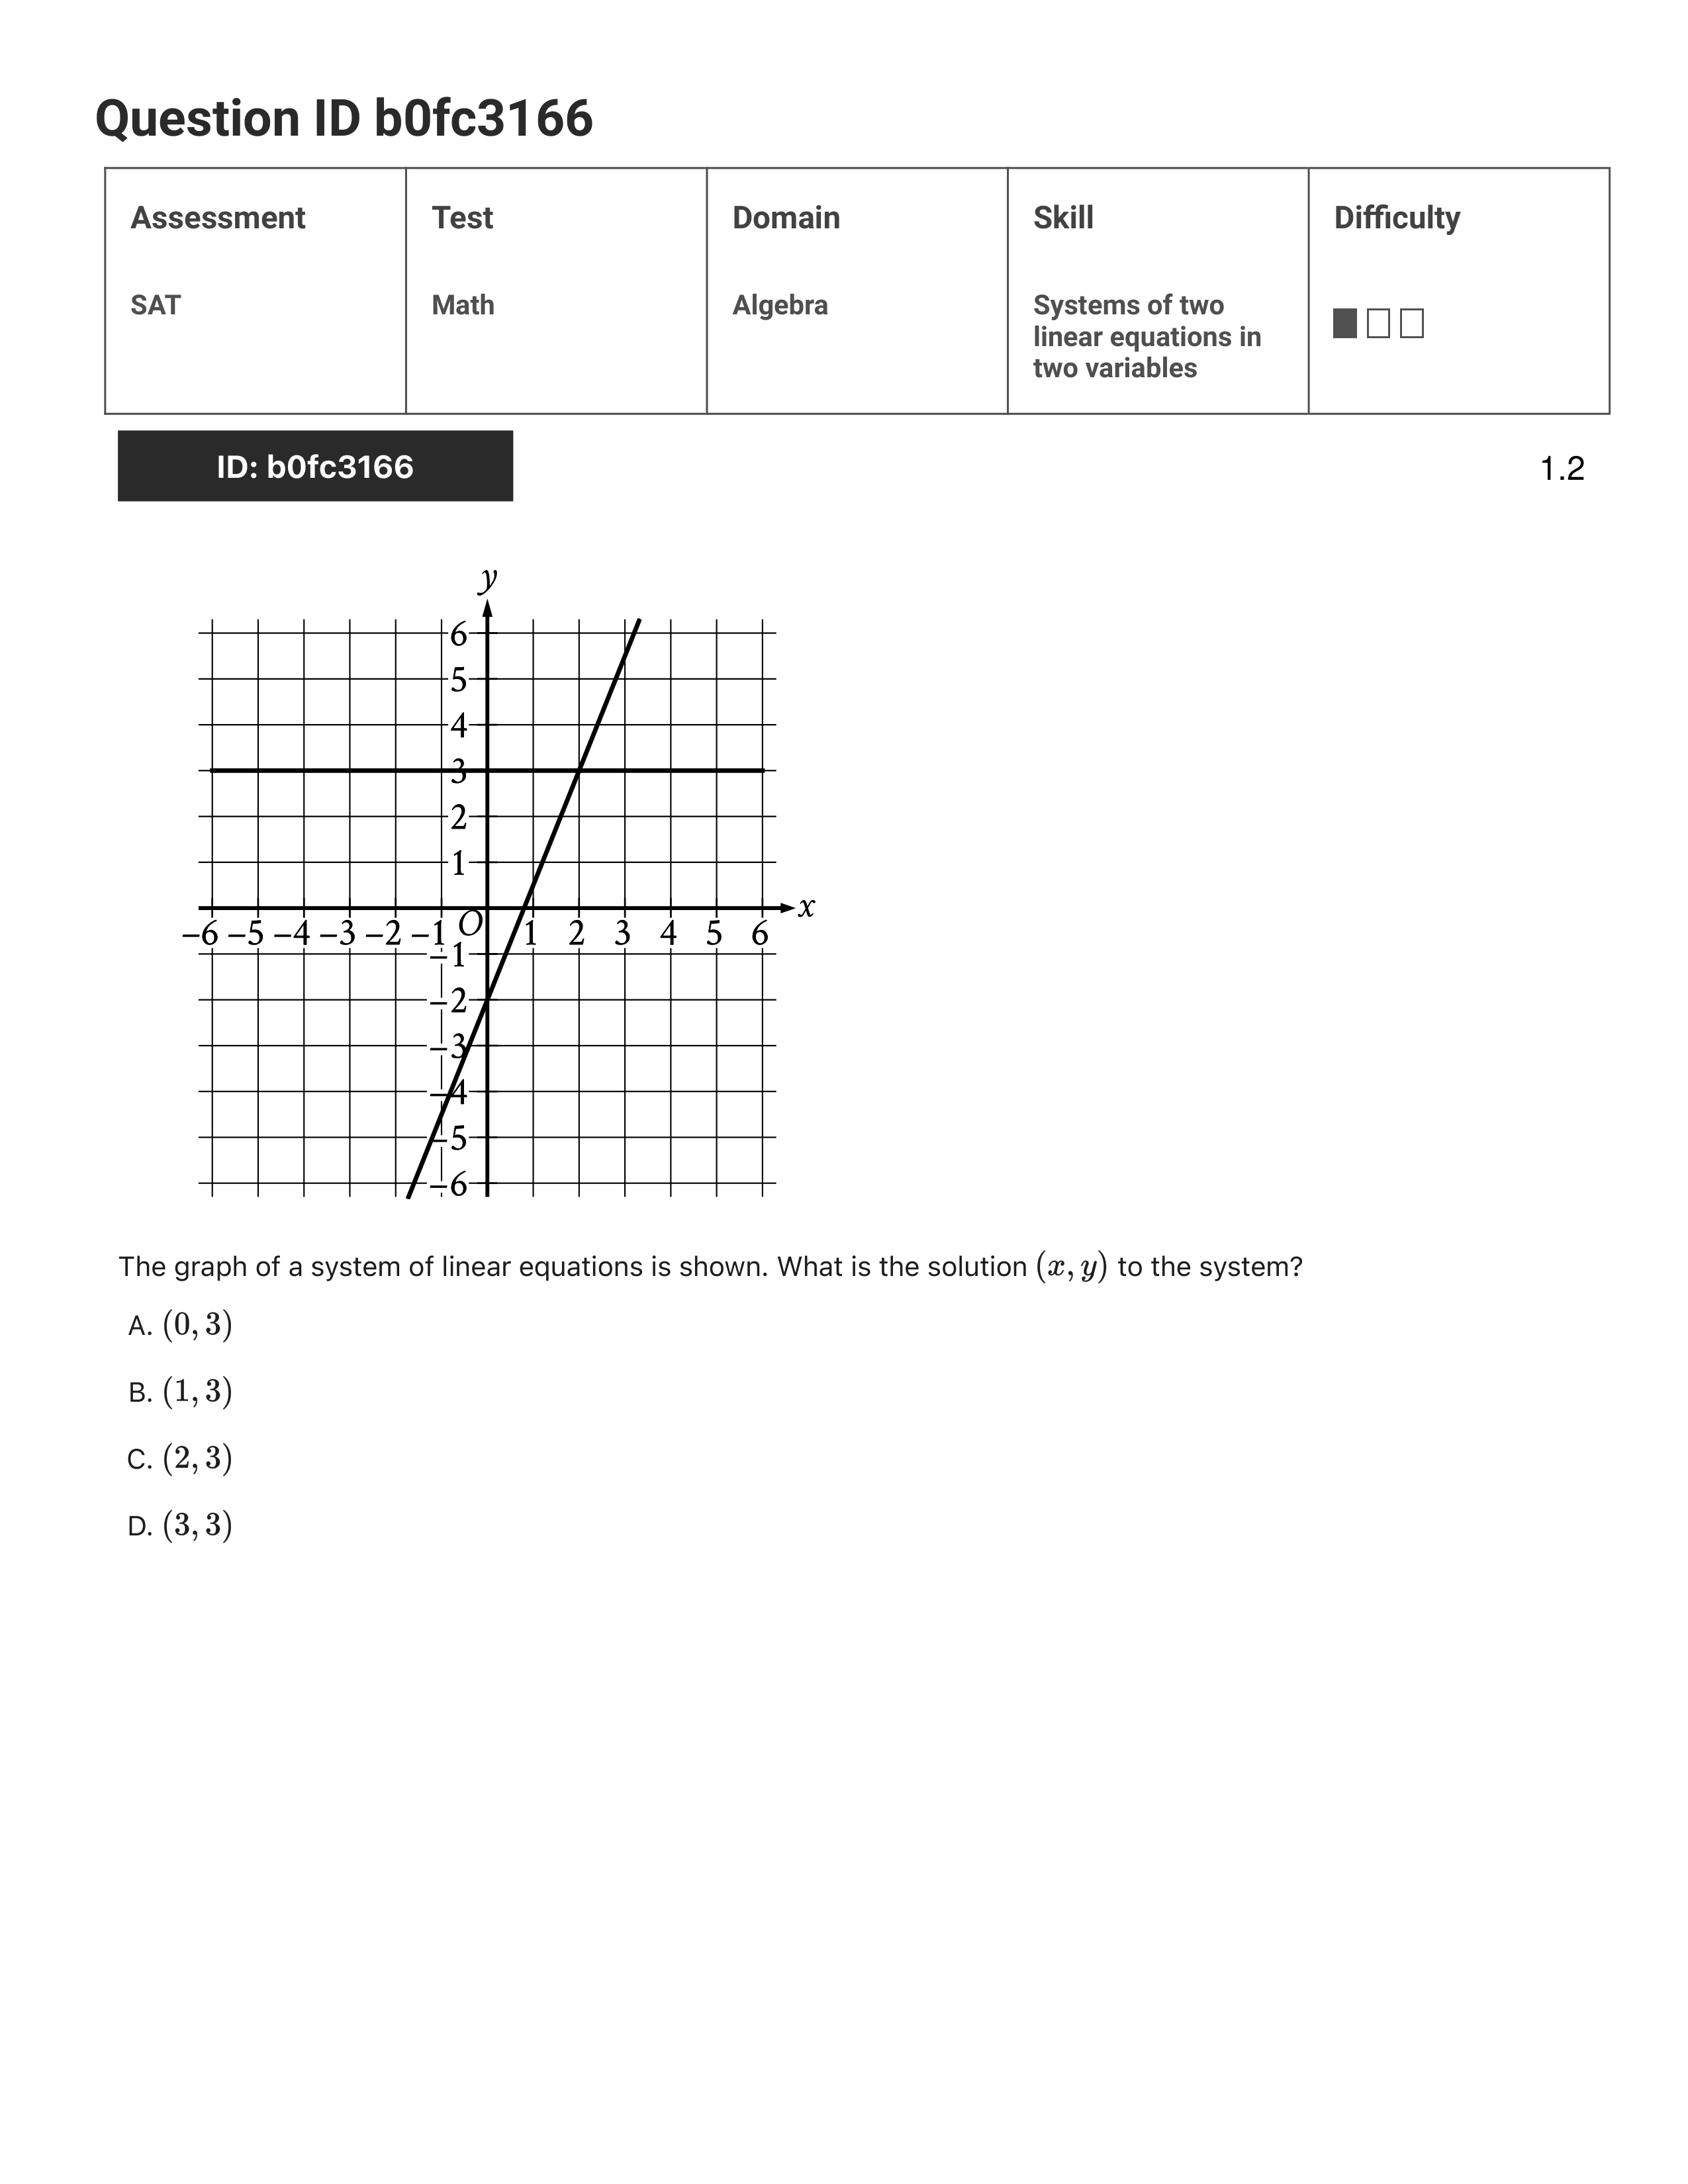 Question ID b0fc3166
Assessment
Test
Domain
Skill
Difficulty
SAT
Math
Algebra
Systems of two
linear equations in
two variables
ID: b0fc3166
1.2
y
6
5
4
3
2
1
x
−6 −5 −4 −3 −2 −1 O 1 2 3 4 5 6
−1
−2
−3
−4
−5
−6
The graph of a system of linear equations is shown. What is the solution (x, y) to the system?
A. (0, 3)
B. (1, 3)
C. (2, 3)
D. (3, 3)